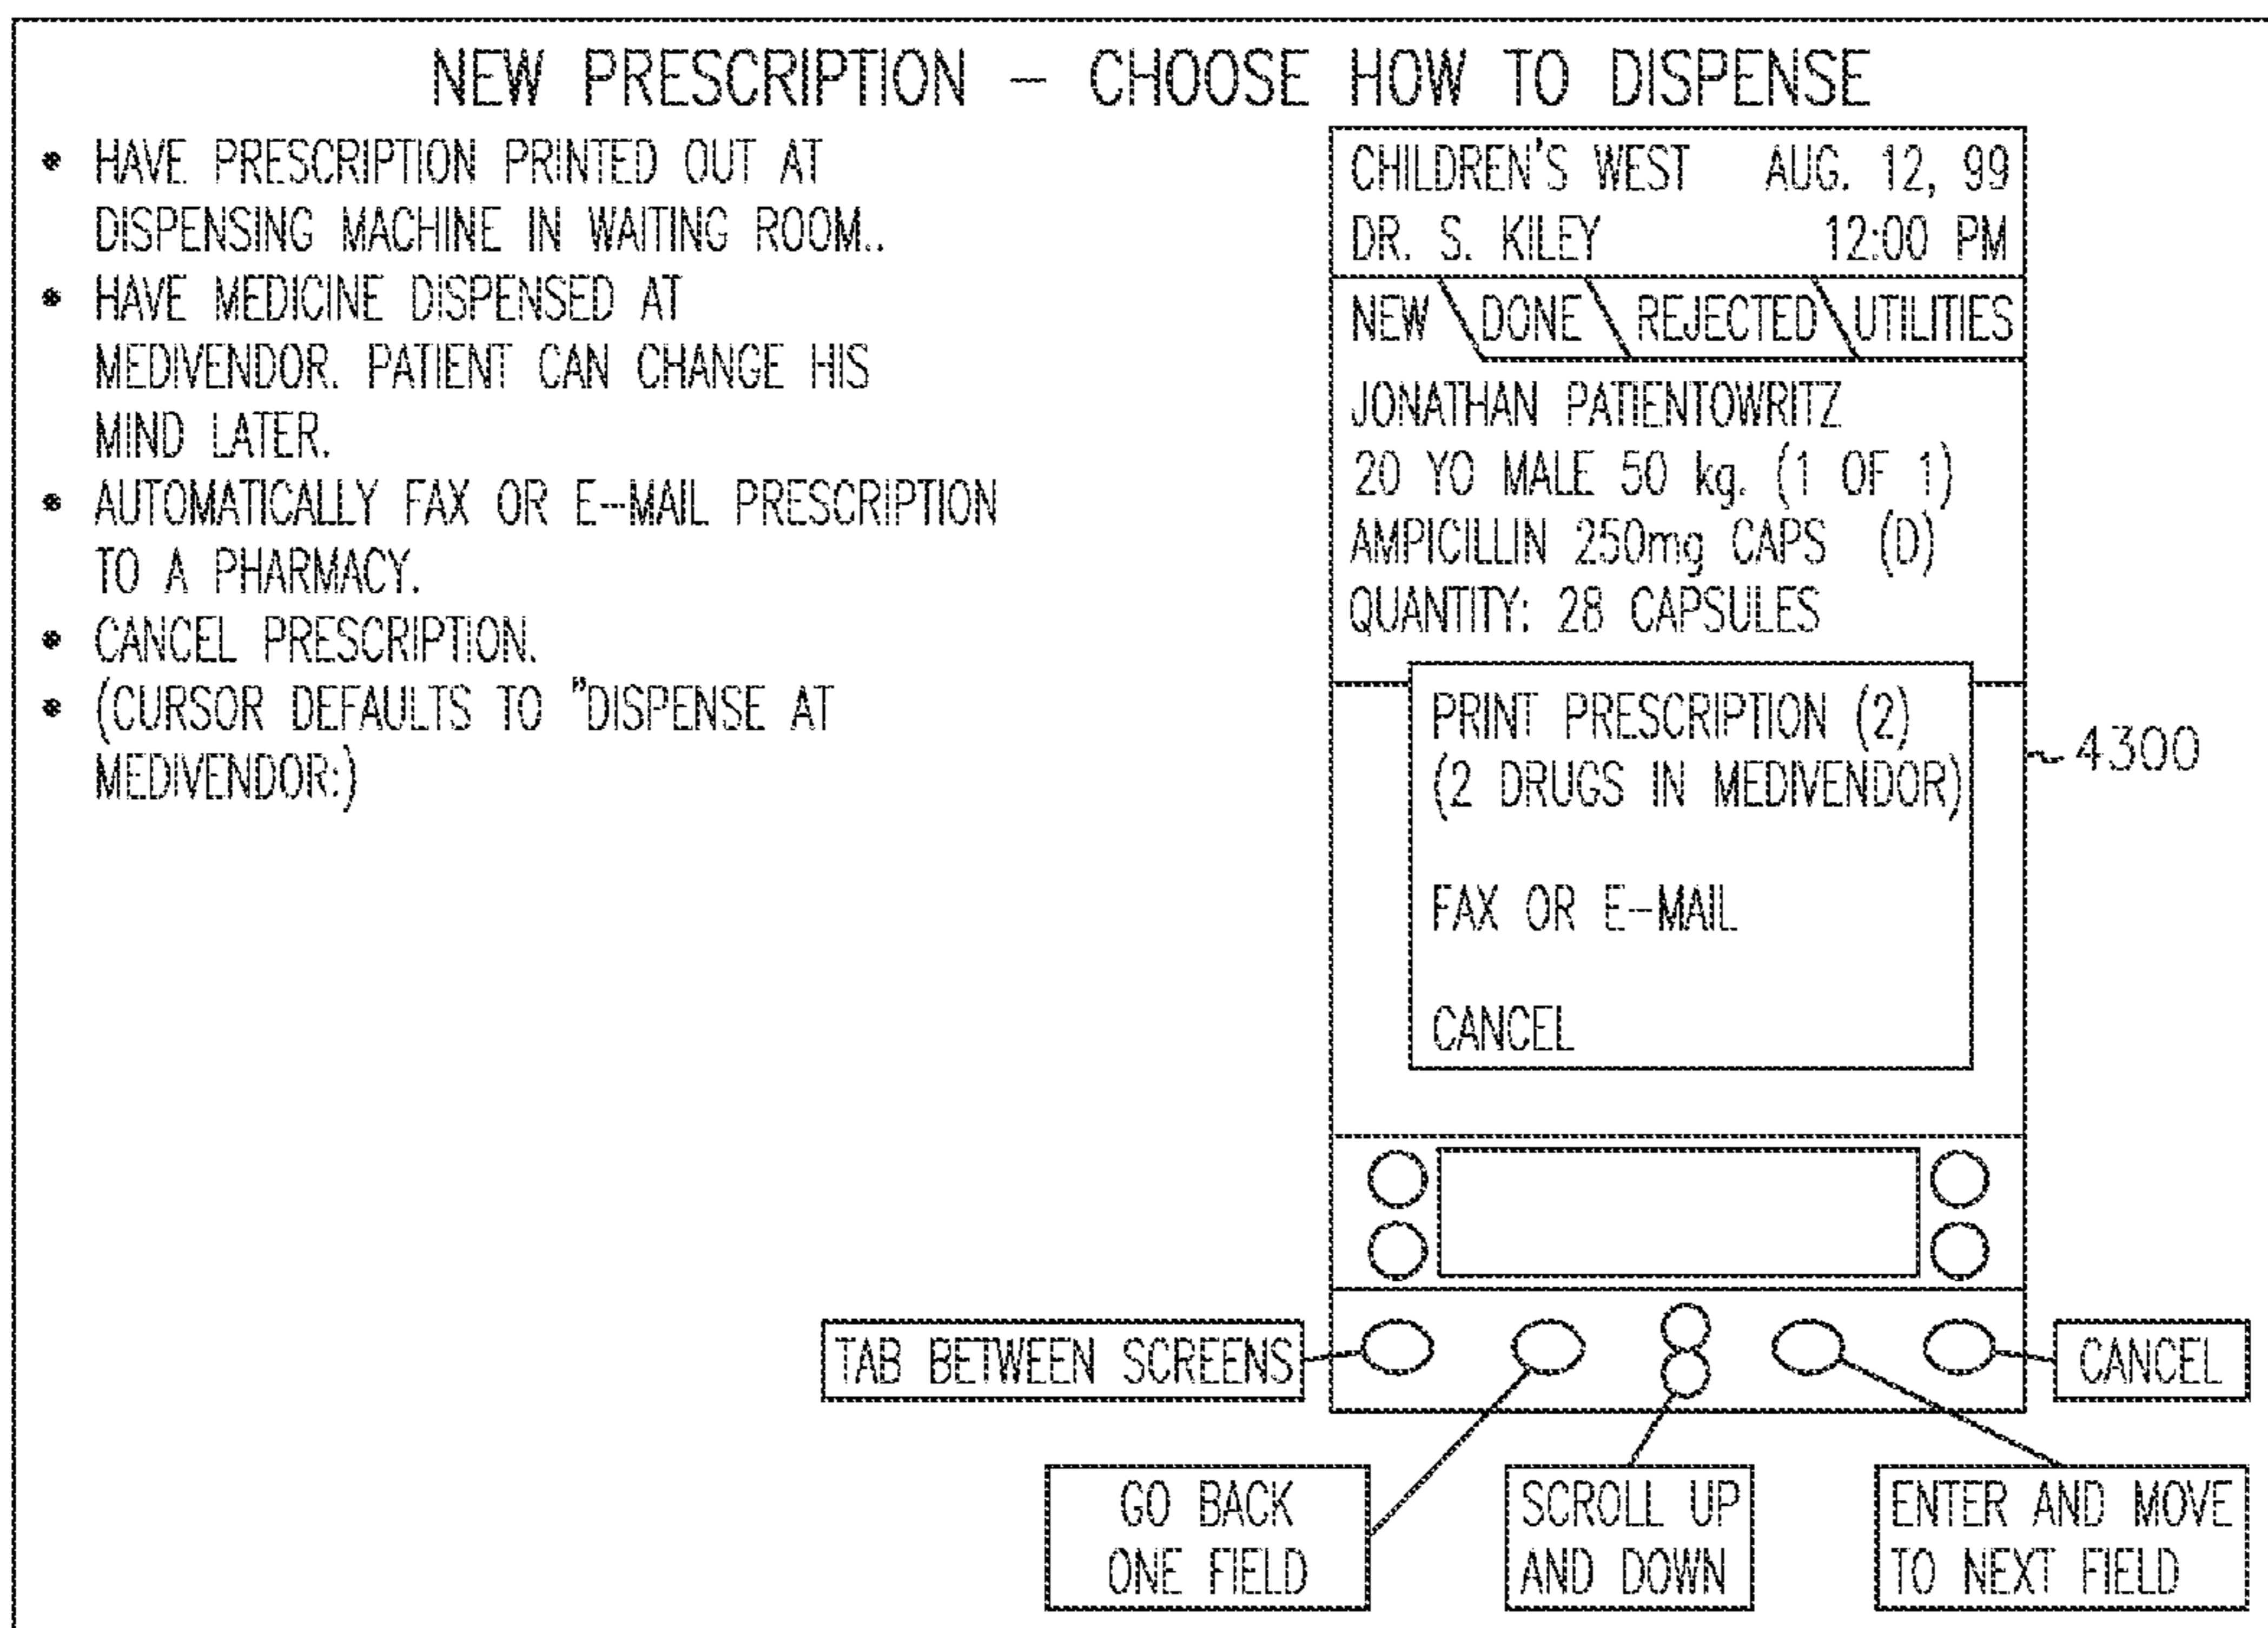 NEW PRESCRIPTION – CHOOSE HOW TO DISPENSE
• HAVE PRESCRIPTION PRINTED OUT AT
DISPENSING MACHINE IN WAITING ROOM..
• HAVE MEDICINE DISPENSED AT
MEDIVENDOR. PATIENT CAN CHANGE HIS
MIND LATER.
• AUTOMATICALLY FAX OR E–MAIL PRESCRIPTION
TO A PHARMACY.
• CANCEL PRESCRIPTION.
• (CURSOR DEFAULTS TO "DISPENSE AT
MEDIVENDOR:)
CHILDREN'S WEST AUG. 12, 99
DR. S. KILEY 12:00 PM
NEW DONE REJECTED UTILITIES
JONATHAN PATIENTOWRITZ
20 YO MALE 50 kg. (1 OF 1)
AMPICILLIN 250mg CAPS (D)
QUANTITY: 28 CAPSULES
PRINT PRESCRIPTION (2)
(2 DRUGS IN MEDIVENDOR)
FAX OR E–MAIL
CANCEL
4300
TAB BETWEEN SCREENS
CANCEL
GO BACK
ONE FIELD
SCROLL UP
AND DOWN
ENTER AND MOVE
TO NEXT FIELD